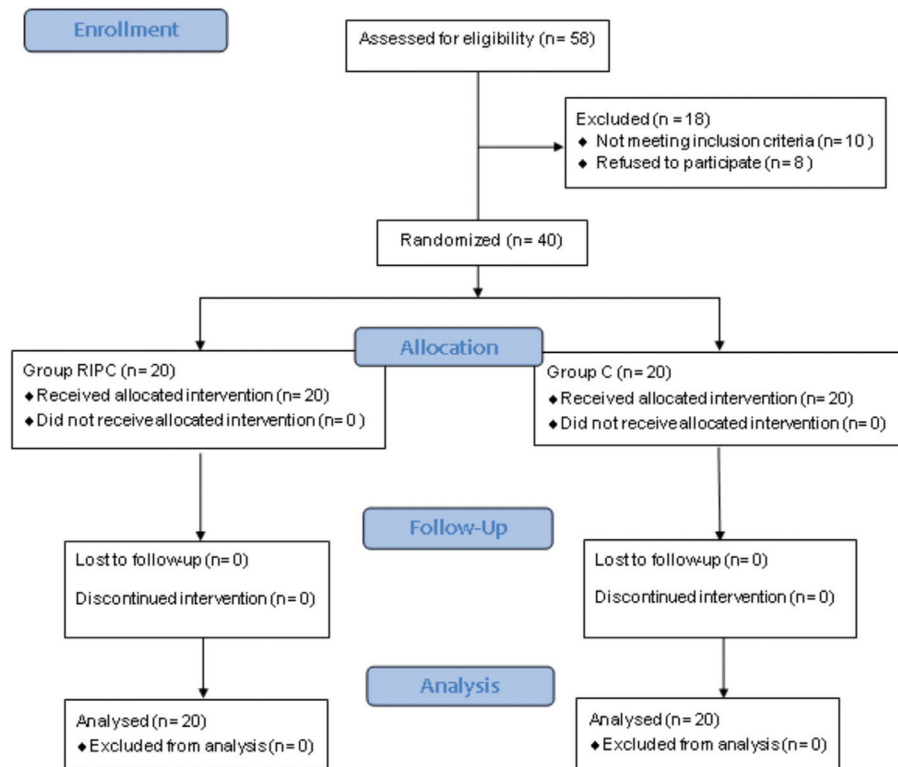 Enrollment
Assessed for eligibility (n= 58)
Excluded (n = 18)
◆ Not meeting inclusion criteria (n= 10 )
◆ Refused to participate (n= 8 )
Randomized (n= 40)
Allocation
Group RIPC (n= 20)
◆ Received allocated intervention (n= 20)
◆ Did not receive allocated intervention (n= 0 )
Group C (n= 20)
◆ Received allocated intervention (n= 20)
◆ Did not receive allocated intervention (n= 0)
Follow-Up
Lost to follow-up (n= 0)
Discontinued intervention (n= 0)
Lost to follow-up (n= 0)
Discontinued intervention (n= 0)
Analysis
Analysed (n= 20)
◆ Excluded from analysis (n= 0)
Analysed (n= 20)
◆ Excluded from analysis (n= 0)